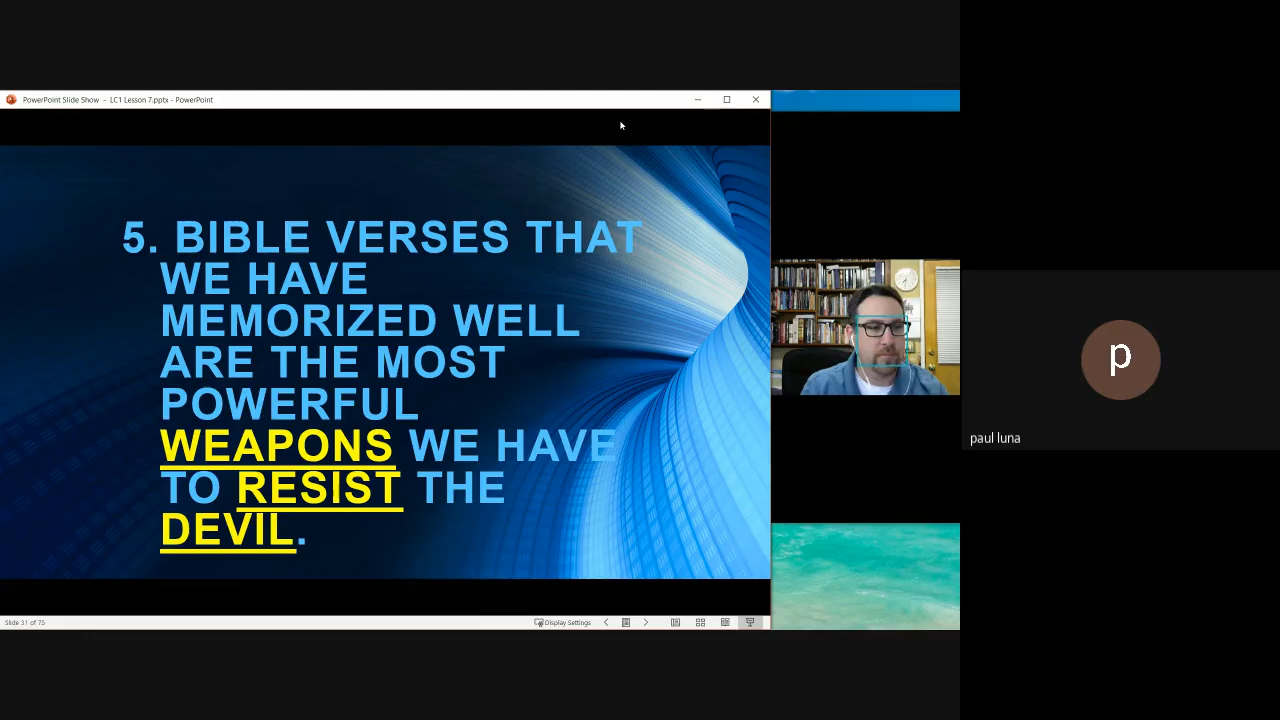 PowerPoint Slide Show - LC1 Lesson 7.pptx - PowerPoint
5. BIBLE VERSES THAT
WE HAVE
MEMORIZED WELL
ARE THE MOST
POWERFUL
WEAPONS WE HAVE
TO RESIST THE
DEVIL.
p
paul luna
Slide 31 of 75
Display Settings